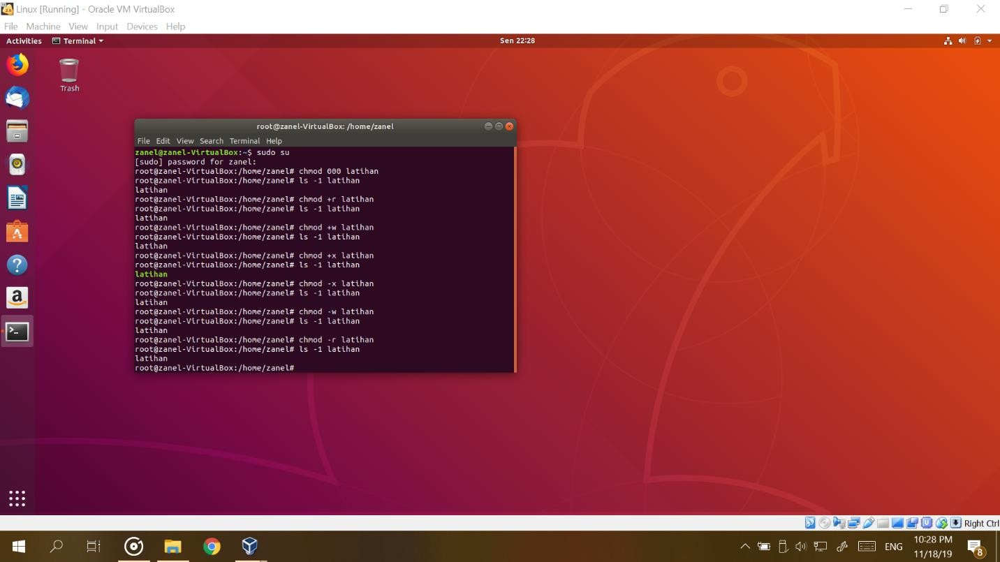 Linux [Running] - Oracle VM VirtualBox
File Machine View Input Devices Help
Activities Terminal Sen 22:28
Trash
root@zanel-VirtualBox: /home/zanel
File Edit View Search Terminal Help
zanel@zanel-VirtualBox:~$ sudo su
[sudo] password for zanel:
root@zanel-VirtualBox:/home/zanel# chmod 000 latihan
root@zanel-VirtualBox:/home/zanel# ls -1 latihan
latihan
root@zanel-VirtualBox:/home/zanel# chmod +r latihan
root@zanel-VirtualBox:/home/zanel# ls -1 latihan
latihan
root@zanel-VirtualBox:/home/zanel# chmod +w latihan
root@zanel-VirtualBox:/home/zanel# ls -1 latihan
latihan
root@zanel-VirtualBox:/home/zanel# chmod +x latihan
root@zanel-VirtualBox:/home/zanel# ls -1 latihan
latihan
root@zanel-VirtualBox:/home/zanel# chmod -x latihan
root@zanel-VirtualBox:/home/zanel# ls -1 latihan
latihan
root@zanel-VirtualBox:/home/zanel# chmod -w latihan
root@zanel-VirtualBox:/home/zanel# ls -1 latihan
latihan
root@zanel-VirtualBox:/home/zanel# chmod -r latihan
root@zanel-VirtualBox:/home/zanel# ls -1 latihan
latihan
root@zanel-VirtualBox:/home/zanel#
Right Ctrl
ENG
10:28 PM
11/18/19
8